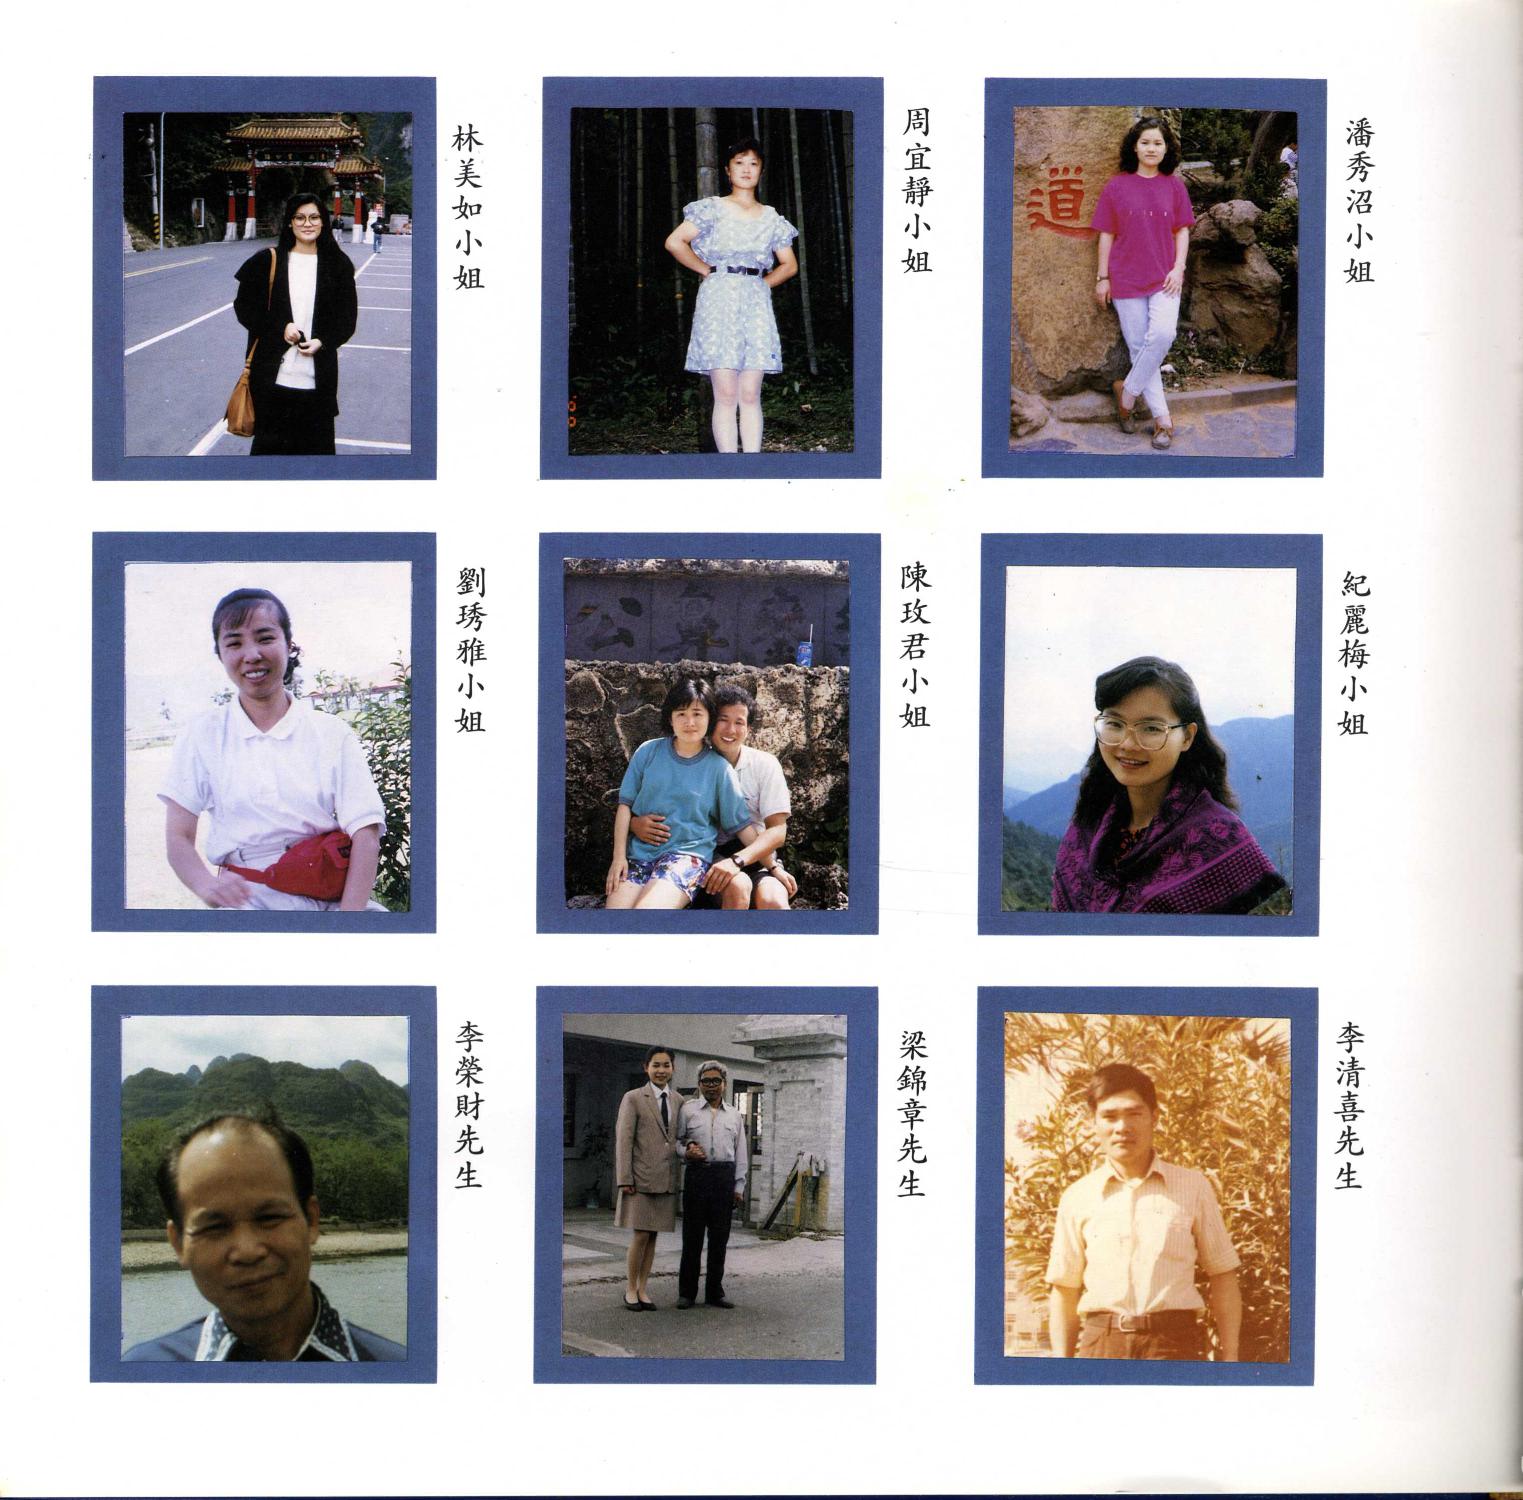 林美如小姐
周宜靜小姐
道
潘秀沼小姐
劉琇雅小姐
陳玫君小姐
紀麗梅小姐
李榮財先生
梁錦章先生
李清喜先生